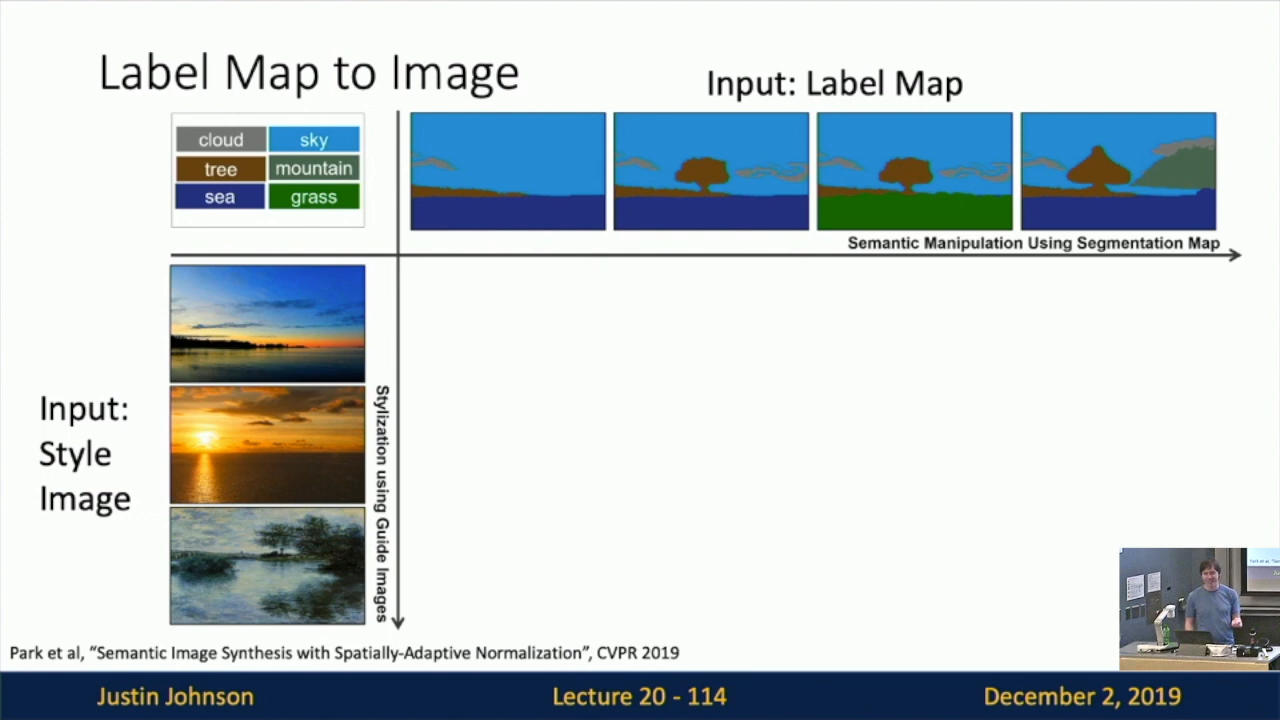 Label Map to Image
Input: Label Map
cloud sky
tree mountain
sea grass
Semantic Manipulation Using Segmentation Map
Input:
Style
Image
Stylization using Guide Images
Park et al, “Semantic Image Synthesis with Spatially-Adaptive Normalization”, CVPR 2019
Justin Johnson
Lecture 20 - 114
December 2, 2019